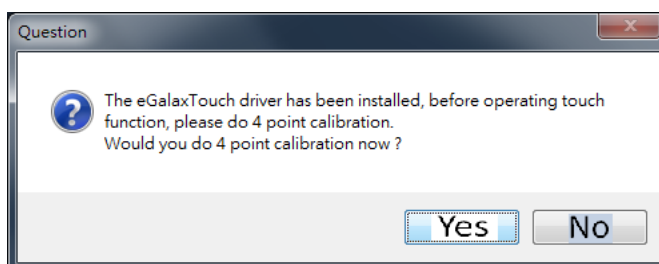 Question
The eGalaxTouch driver has been installed, before operating touch
function, please do 4 point calibration.
Would you do 4 point calibration now ?
Yes No